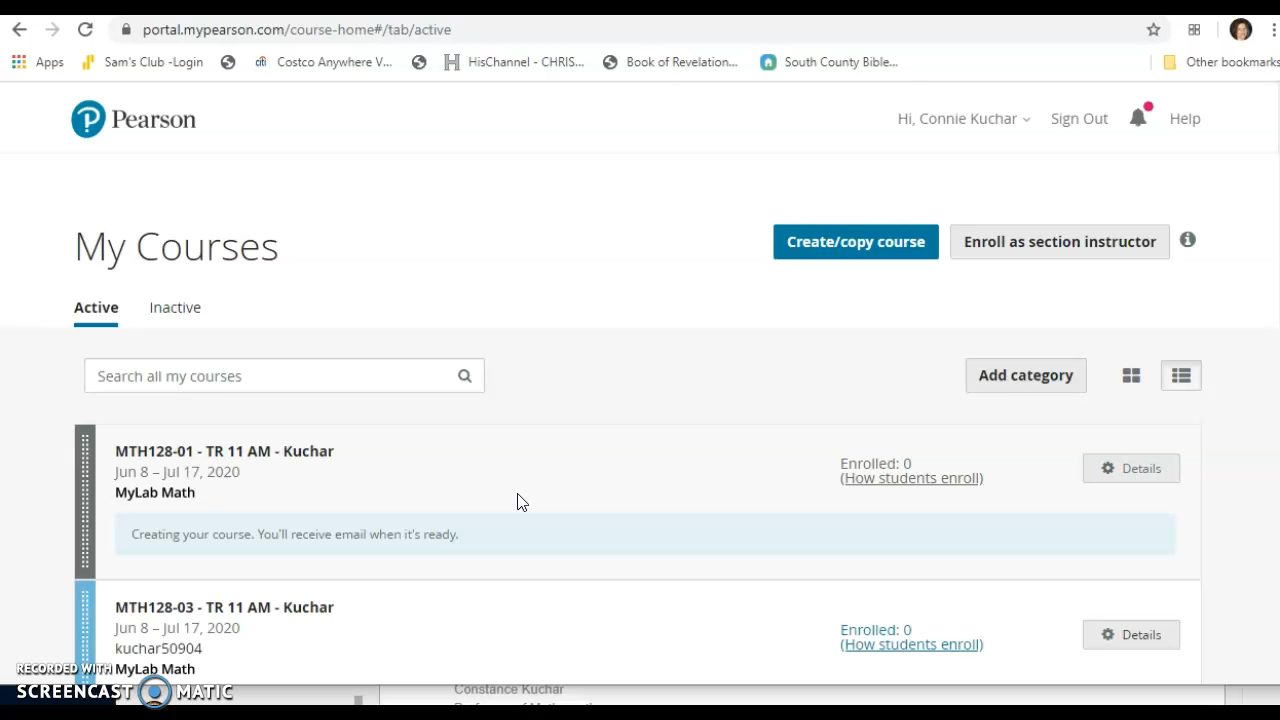 portal.mypearson.com/course-home#/tab/active
Apps Sam's Club -Login Costco Anywhere V... HisChannel - CHRIS... Book of Revelation... South County Bible... Other bookmarks
Pearson Hi, Connie Kuchar Sign Out Help
My Courses Create/copy course Enroll as section instructor
Active Inactive
Search all my courses Add category
MTH128-01 - TR 11 AM - Kuchar
Jun 8 – Jul 17, 2020 Enrolled: 0
(How students enroll) Details
MyLab Math
Creating your course. You'll receive email when it's ready.
MTH128-03 - TR 11 AM - Kuchar
Jun 8 – Jul 17, 2020 Enrolled: 0
kuchar50904 (How students enroll) Details
MyLab Math
RECORDED WITH
SCREENCAST MATIC
Constance Kuchar